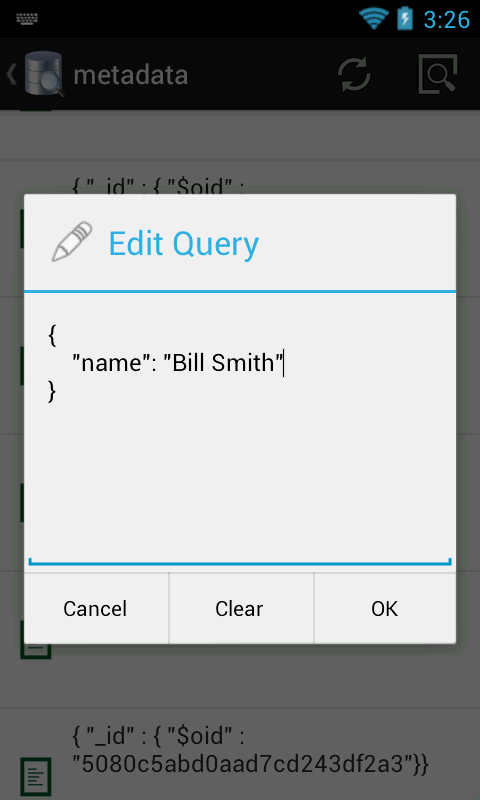 3:26
metadata
{ "_id" : { "$oid" :
Edit Query
{
"name": "Bill Smith"
}
Cancel Clear OK
{ "_id" : { "$oid" :
"5080c5abd0aad7cd243df2a3"}}